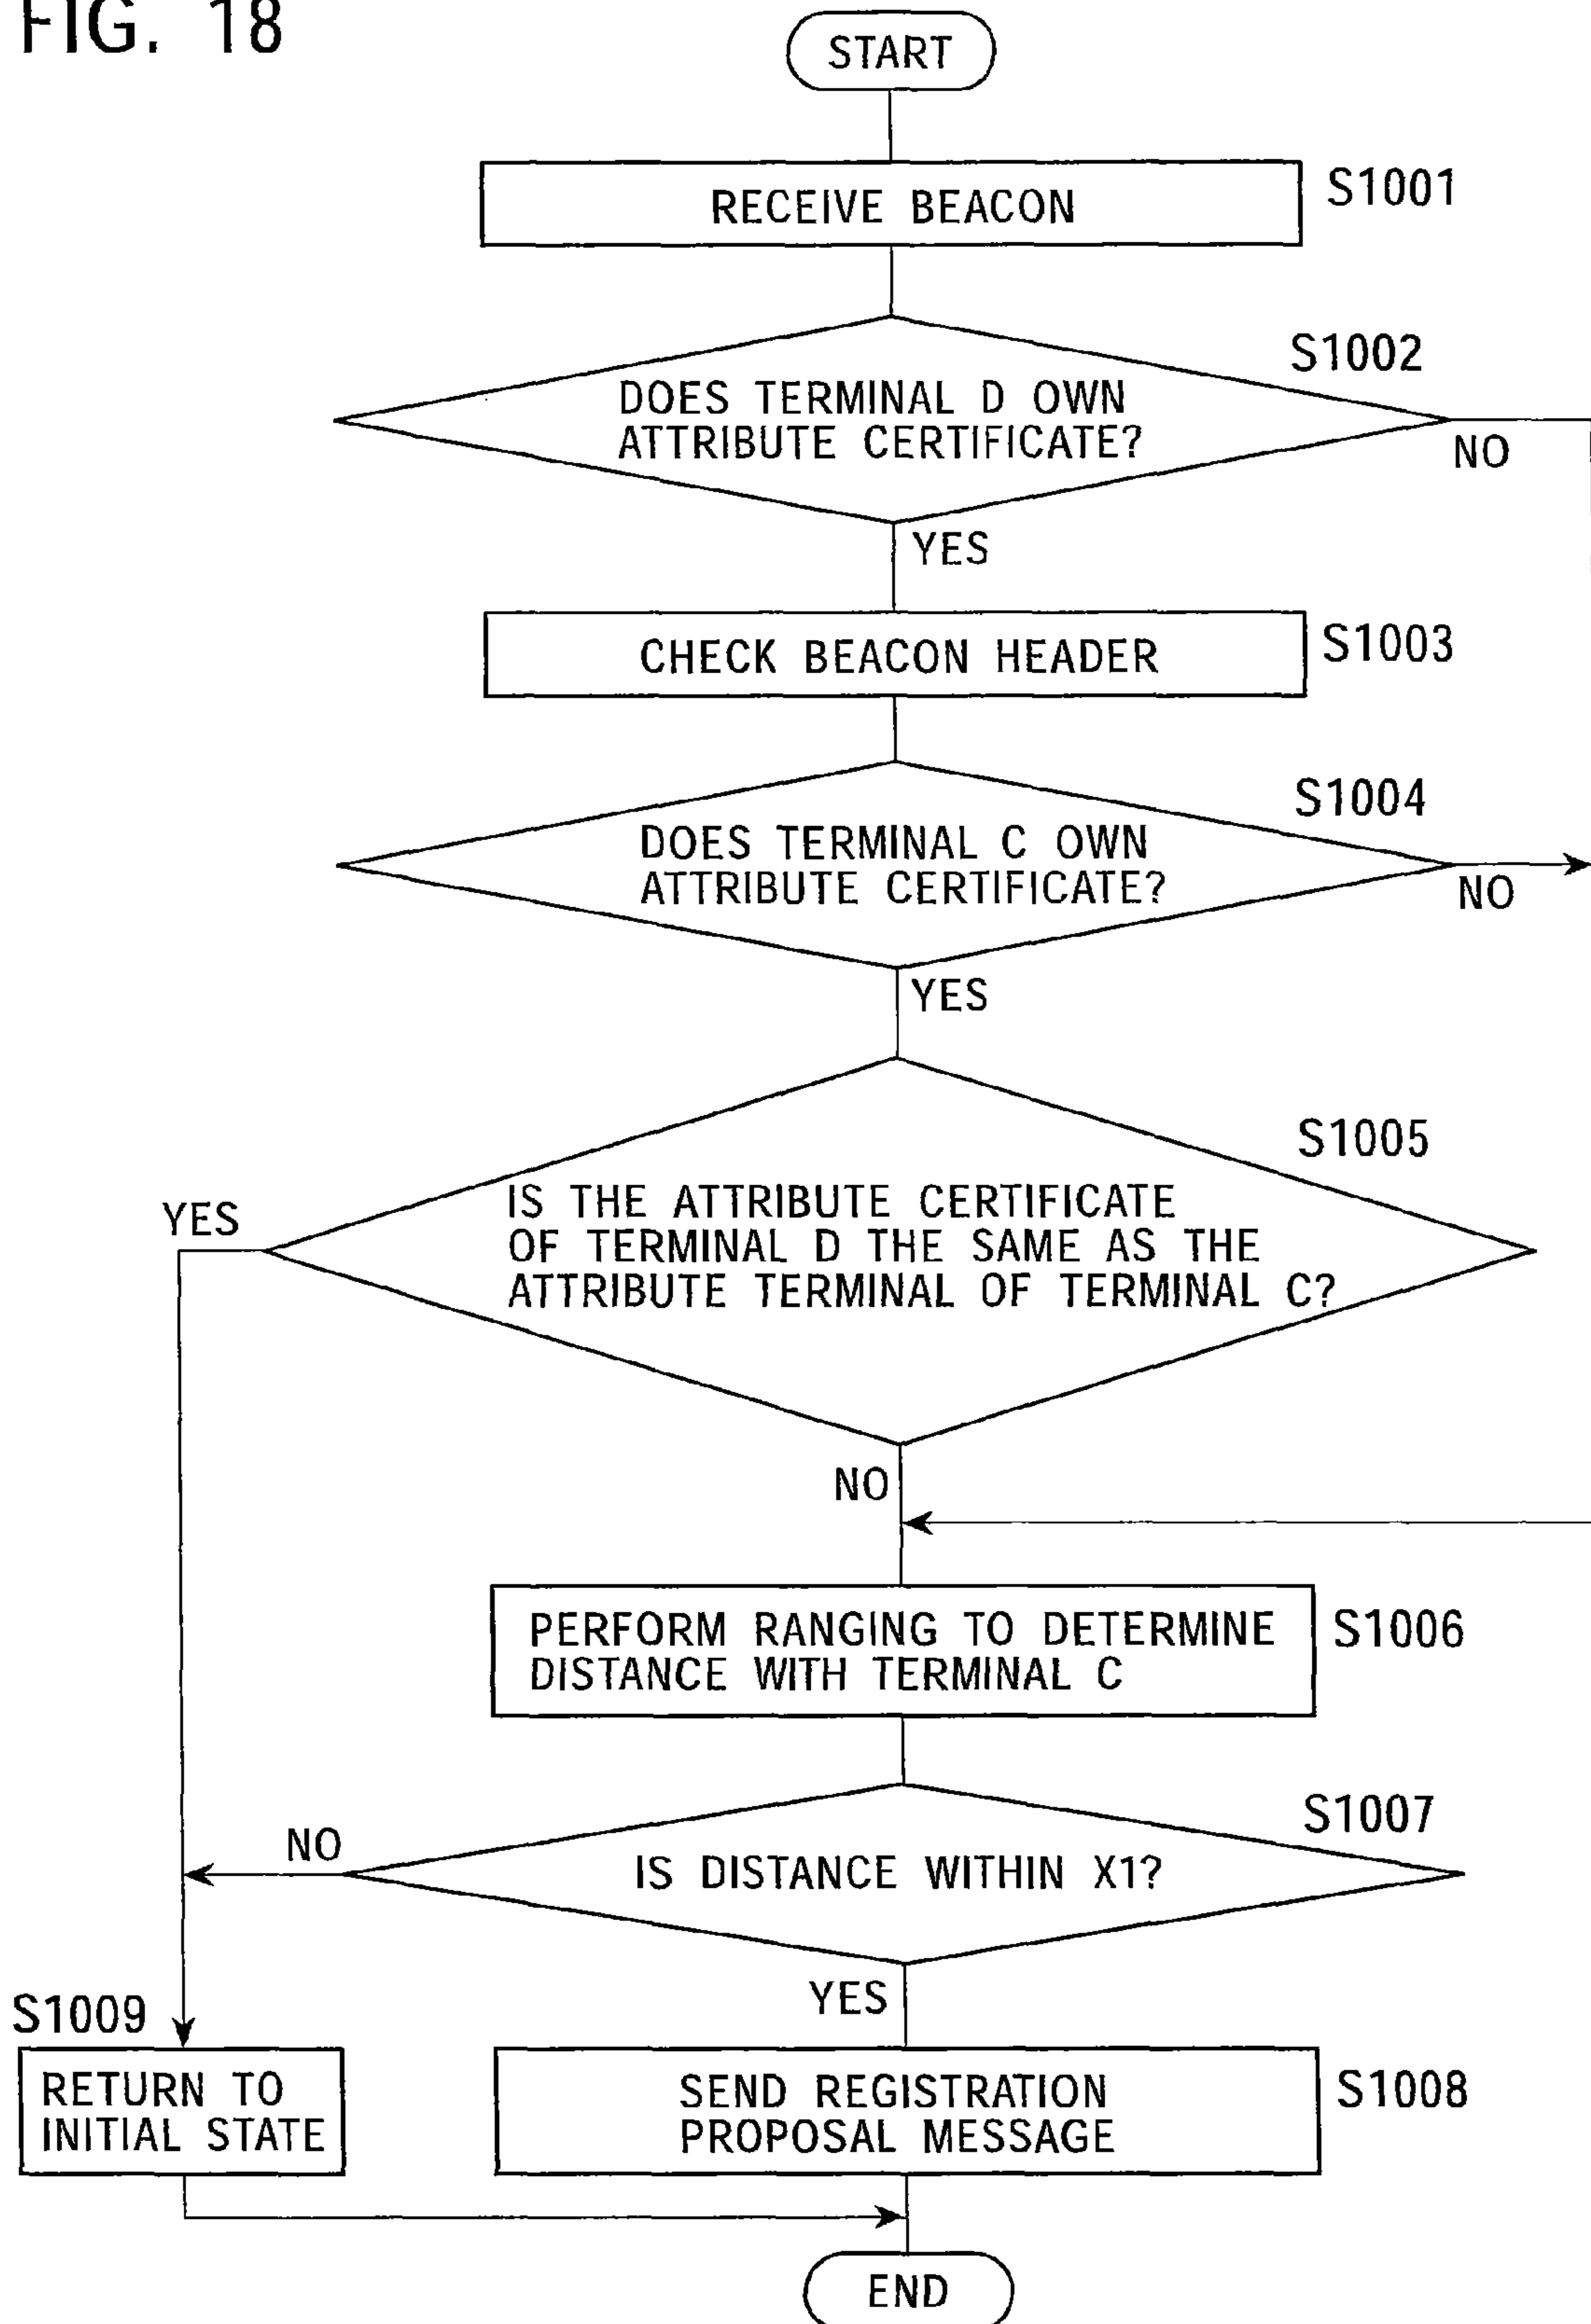 FIG. 18
START
RECEIVE BEACON
S1001
S1002
DOES TERMINAL D OWN
ATTRIBUTE CERTIFICATE?
NO
YES
CHECK BEACON HEADER
S1003
S1004
DOES TERMINAL C OWN
ATTRIBUTE CERTIFICATE?
NO
YES
S1005
YES
IS THE ATTRIBUTE CERTIFICATE
OF TERMINAL D THE SAME AS THE
ATTRIBUTE TERMINAL OF TERMINAL C?
NO
PERFORM RANGING TO DETERMINE
DISTANCE WITH TERMINAL C
S1006
S1007
NO
IS DISTANCE WITHIN X1?
YES
S1009
RETURN TO
INITIAL STATE
SEND REGISTRATION
PROPOSAL MESSAGE
S1008
END